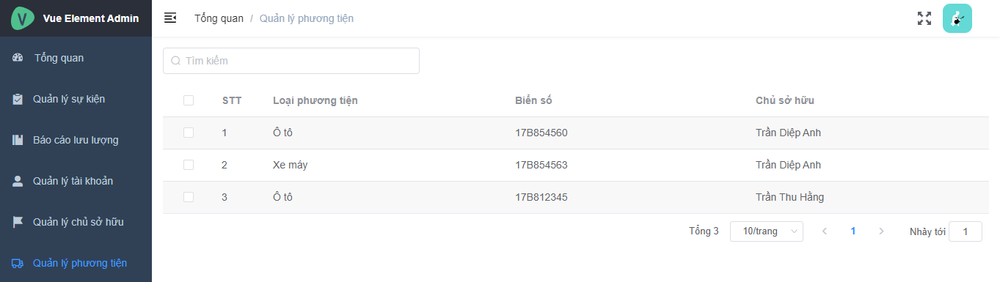 Vue Element Admin
Tổng quan / Quản lý phương tiện
Tổng quan
Quản lý sự kiện
Báo cáo lưu lượng
Quản lý tài khoản
Quản lý chủ sở hữu
Quản lý phương tiện
Tìm kiếm
STT Loại phương tiện Biển số Chủ sở hữu
1 Ô tô 17B854560 Trần Diệp Anh
2 Xe máy 17B854563 Trần Diệp Anh
3 Ô tô 17B812345 Trần Thu Hằng
Tổng 3 10/trang 1 Nhảy tới 1